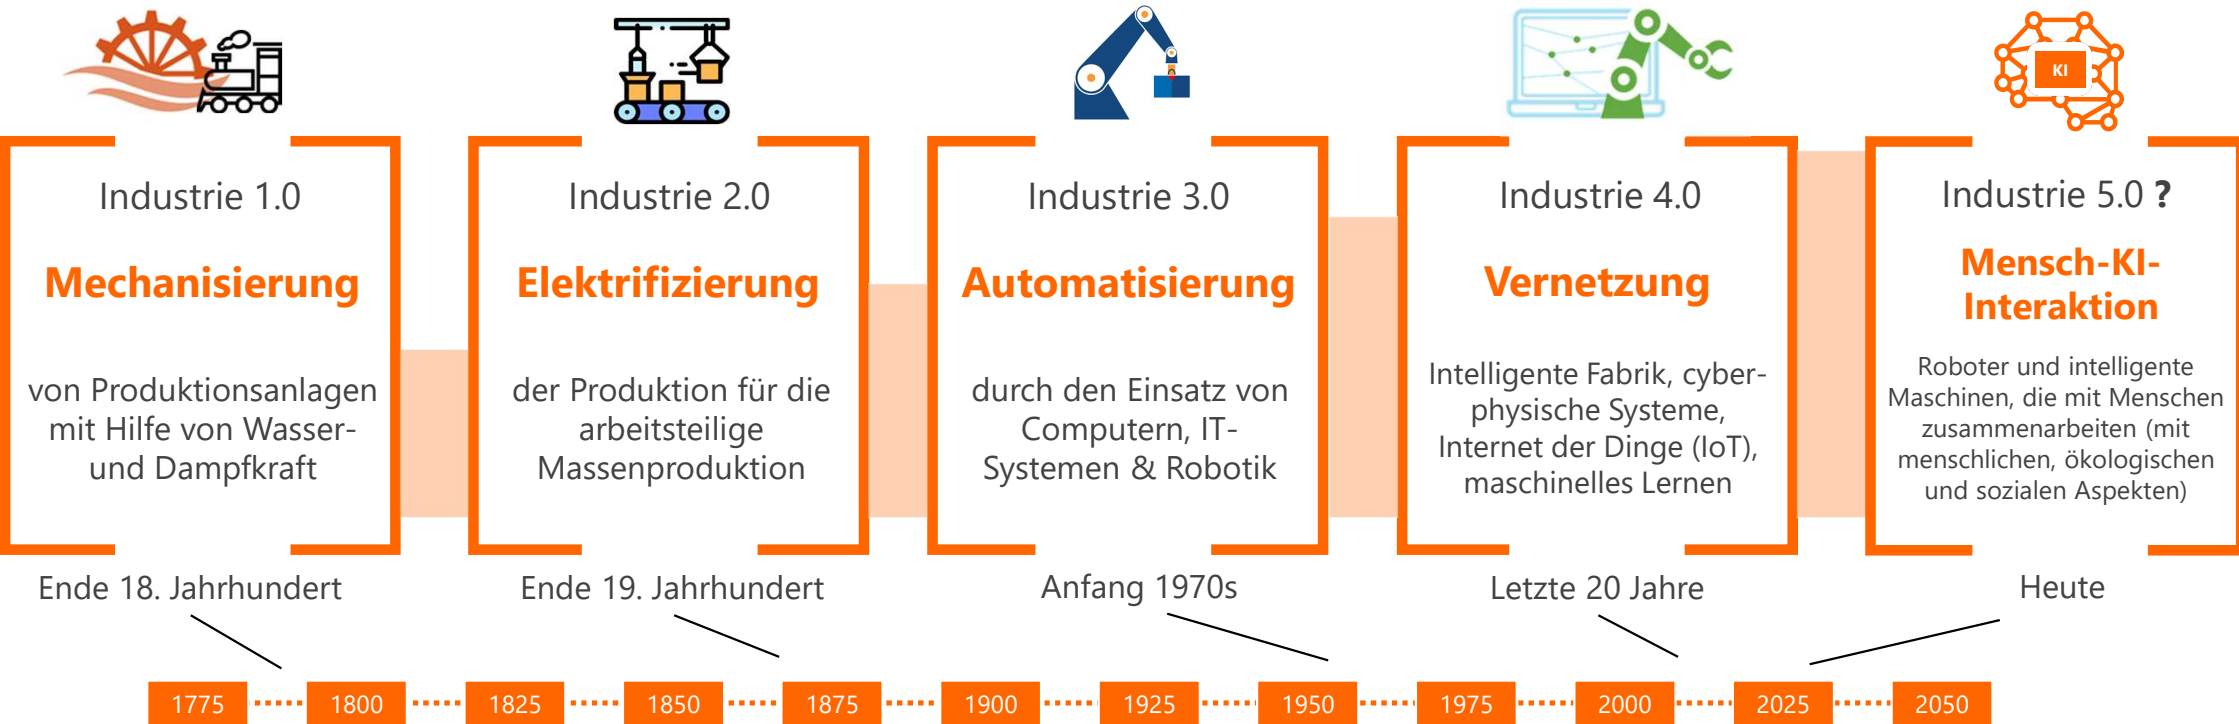 KI
Industrie 1.0
Mechanisierung
von Produktionsanlagen
mit Hilfe von Wasser-
und Dampfkraft
Ende 18. Jahrhundert
Industrie 2.0
Elektrifizierung
der Produktion für die
arbeitsteilige
Massenproduktion
Ende 19. Jahrhundert
Industrie 3.0
Automatisierung
durch den Einsatz von
Computern, IT-
Systemen & Robotik
Anfang 1970s
Industrie 4.0
Vernetzung
Intelligente Fabrik, cyber-
physische Systeme,
Internet der Dinge (IoT),
maschinelles Lernen
Letzte 20 Jahre
Industrie 5.0 ?
Mensch-KI-
Interaktion
Roboter und intelligente
Maschinen, die mit Menschen
zusammenarbeiten (mit
menschlichen, ökologischen
und sozialen Aspekten)
Heute
1775 1800 1825 1850 1875 1900 1925 1950 1975 2000 2025 2050